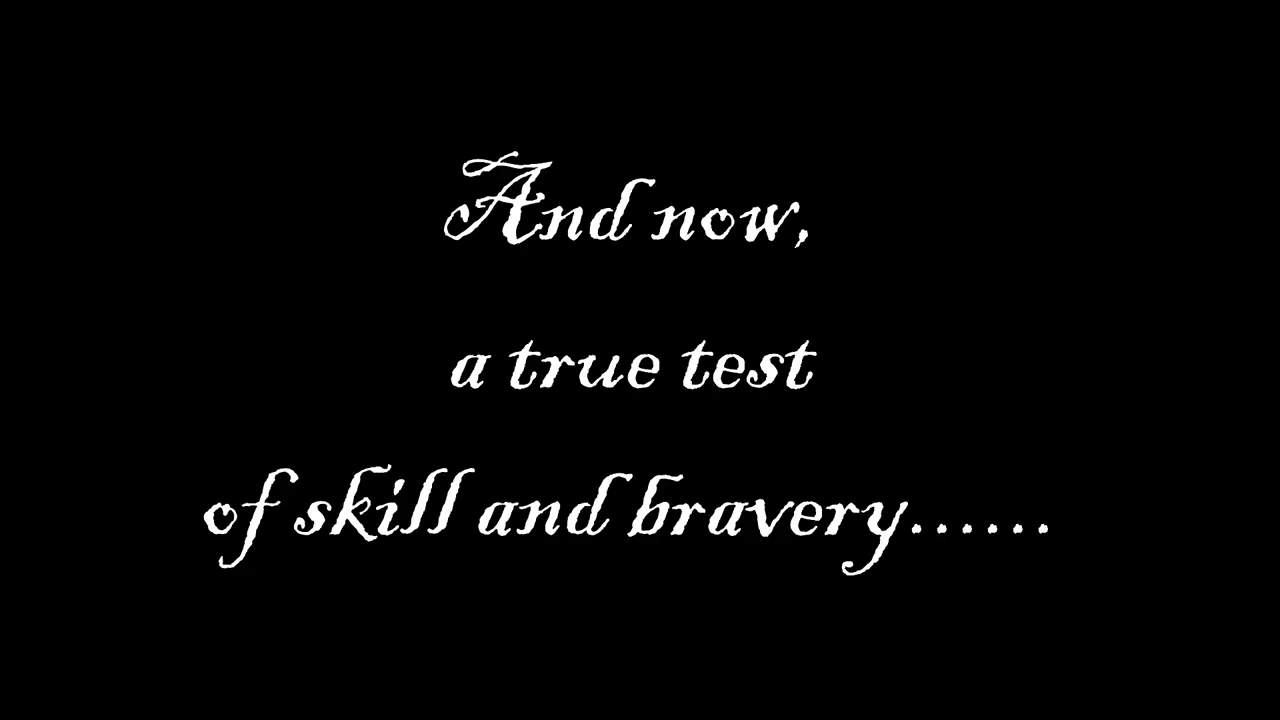 And now,
a true test
of skill and bravery......